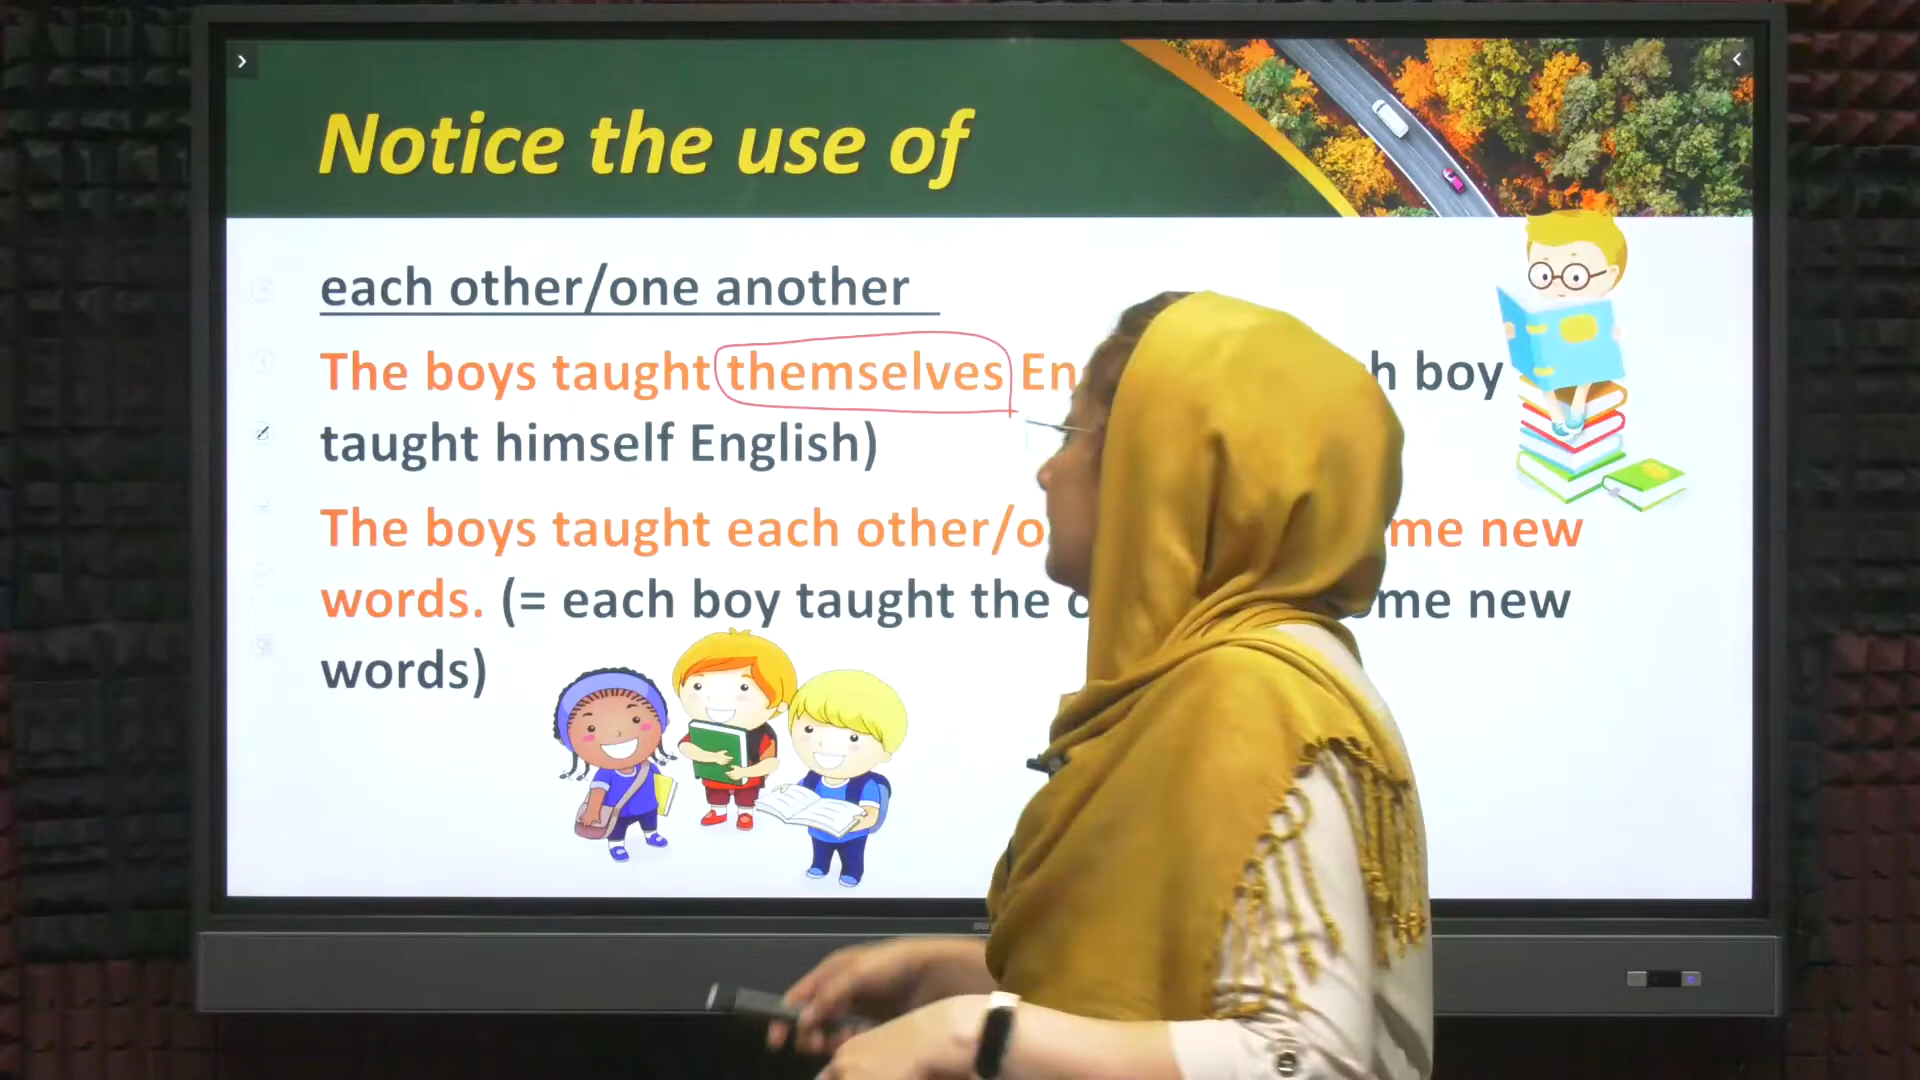 Notice the use of
each other/one another
The boys taught themselves En h boy
taught himself English)
The boys taught each other/o me new
words. (= each boy taught the o ome new
words)